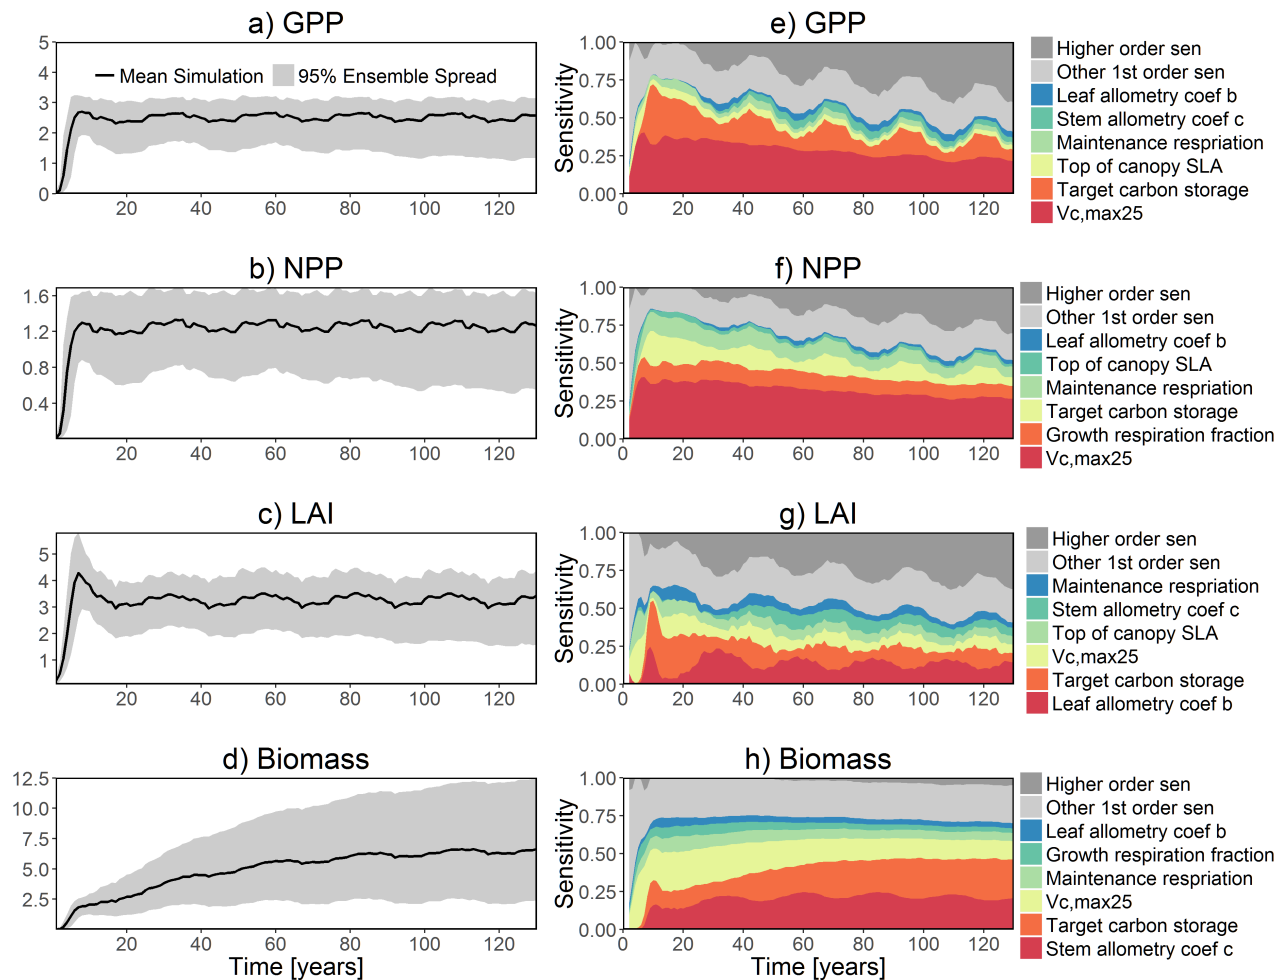 a) GPP
5
4
3
2
1
0
Mean Simulation
95% Ensemble Spread
20
40
60
80
100
120
e) GPP
Sensitivity
1.00
0.75
0.50
0.25
0.00
0
20
40
60
80
100
120
Higher order sen
Other 1st order sen
Leaf allometry coef b
Stem allometry coef c
Maintenance respriation
Top of canopy SLA
Target carbon storage
Vc,max25
b) NPP
1.6
1.2
0.8
0.4
20
40
60
80
100
120
f) NPP
Sensitivity
1.00
0.75
0.50
0.25
0.00
0
20
40
60
80
100
120
Higher order sen
Other 1st order sen
Leaf allometry coef b
Top of canopy SLA
Maintenance respriation
Target carbon storage
Growth respiration fraction
Vc,max25
c) LAI
5
4
3
2
1
20
40
60
80
100
120
g) LAI
Sensitivity
1.00
0.75
0.50
0.25
0.00
0
20
40
60
80
100
120
Higher order sen
Other 1st order sen
Maintenance respriation
Stem allometry coef c
Top of canopy SLA
Vc,max25
Target carbon storage
Leaf allometry coef b
d) Biomass
12.5
10.0
7.5
5.0
2.5
20
40
60
80
100
120
Time [years]
h) Biomass
Sensitivity
1.00
0.75
0.50
0.25
0.00
0
20
40
60
80
100
120
Time [years]
Higher order sen
Other 1st order sen
Leaf allometry coef b
Growth respiration fraction
Maintenance respriation
Vc,max25
Target carbon storage
Stem allometry coef c